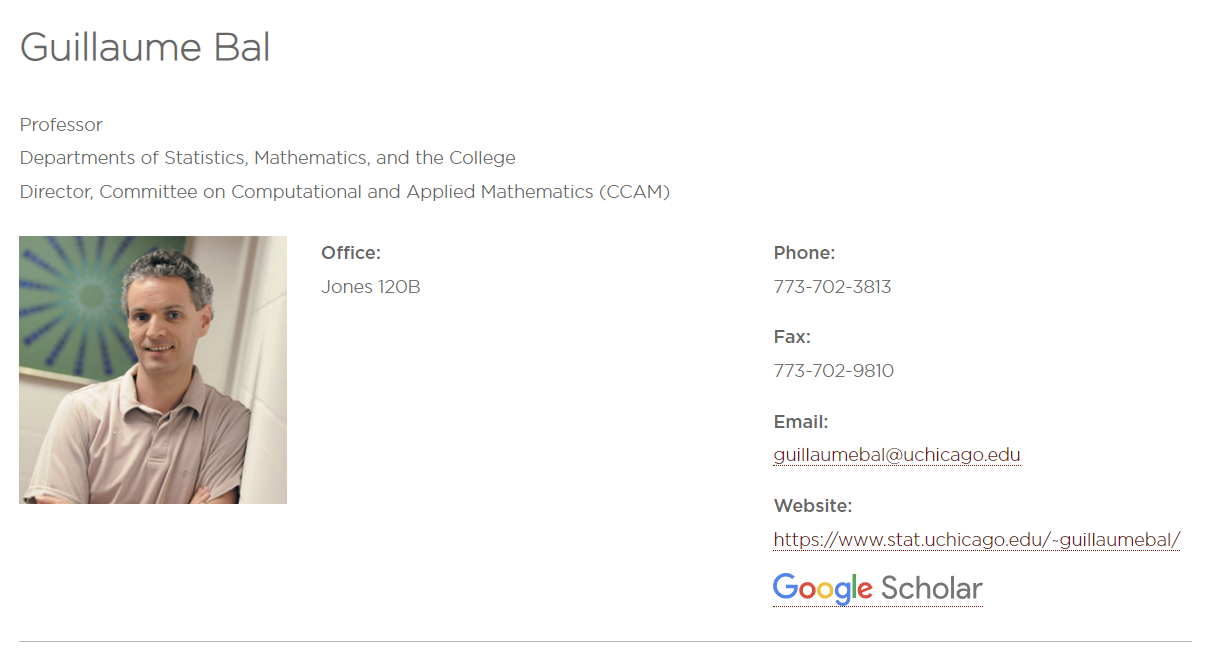 Guillaume Bal
Professor
Departments of Statistics, Mathematics, and the College
Director, Committee on Computational and Applied Mathematics (CCAM)
Office:
Jones 120B
Phone:
773-702-3813
Fax:
773-702-9810
Email:
guillaumebal@uchicago.edu
Website:
https://www.stat.uchicago.edu/~guillaumebal/
Google Scholar